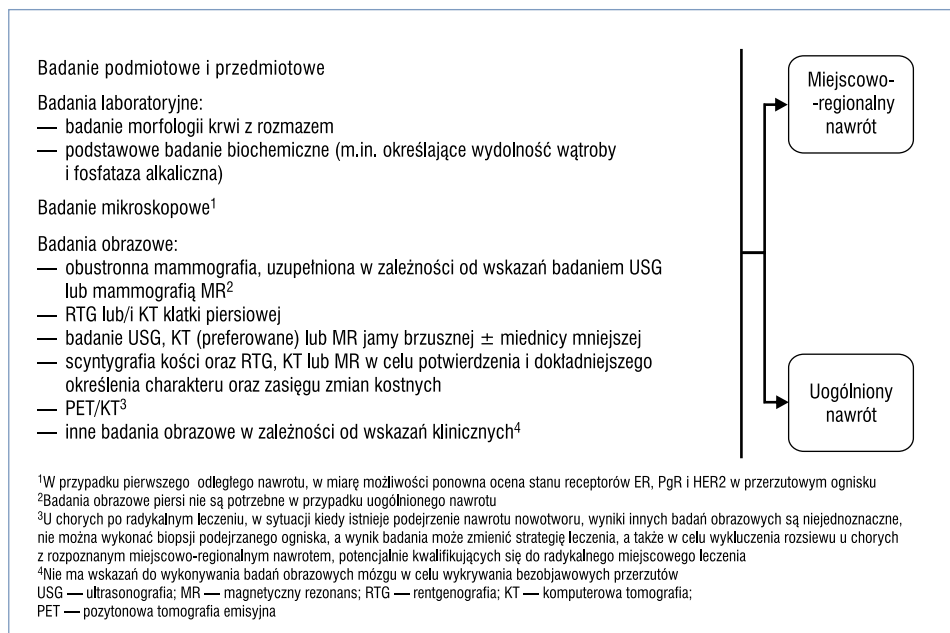 Badanie podmiotowe i przedmiotowe
Badania laboratoryjne:
— badanie morfologii krwi z rozmazem
— podstawowe badanie biochemiczne (m.in. określające wydolność wątroby
i fosfataza alkaliczna)
Badanie mikroskopowe¹
Badania obrazowe:
— obustronna mammografia, uzupełniona w zależności od wskazań badaniem USG
lub mammografią MR²
— RTG lub/i KT klatki piersiowej
— badanie USG, KT (preferowane) lub MR jamy brzusznej ± miednicy mniejszej
— scyntygrafia kości oraz RTG, KT lub MR w celu potwierdzenia i dokładniejszego
określenia charakteru oraz zasięgu zmian kostnych
— PET/KT³
— inne badania obrazowe w zależności od wskazań klinicznych⁴
Miejscowo-
-regionalny
nawrót
Uogólniony
nawrót
¹W przypadku pierwszego odległego nawrotu, w miarę możliwości ponowna ocena stanu receptorów ER, PgR i HER2 w przerzutowym ognisku
²Badania obrazowe piersi nie są potrzebne w przypadku uogólnionego nawrotu
³U chorych po radykalnym leczeniu, w sytuacji kiedy istnieje podejrzenie nawrotu nowotworu, wyniki innych badań obrazowych są niejednoznaczne,
nie można wykonać biopsji podejrzanego ogniska, a wynik badania może zmienić strategię leczenia, a także w celu wykluczenia rozsiewu u chorych
z rozpoznanym miejscowo-regionalnym nawrotem, potencjalnie kwalifikujących się do radykalnego miejscowego leczenia
⁴Nie ma wskazań do wykonywania badań obrazowych mózgu w celu wykrywania bezobjawowych przerzutów
USG — ultrasonografia; MR — magnetyczny rezonans; RTG — rentgenografia; KT — komputerowa tomografia;
PET — pozytonowa tomografia emisyjna